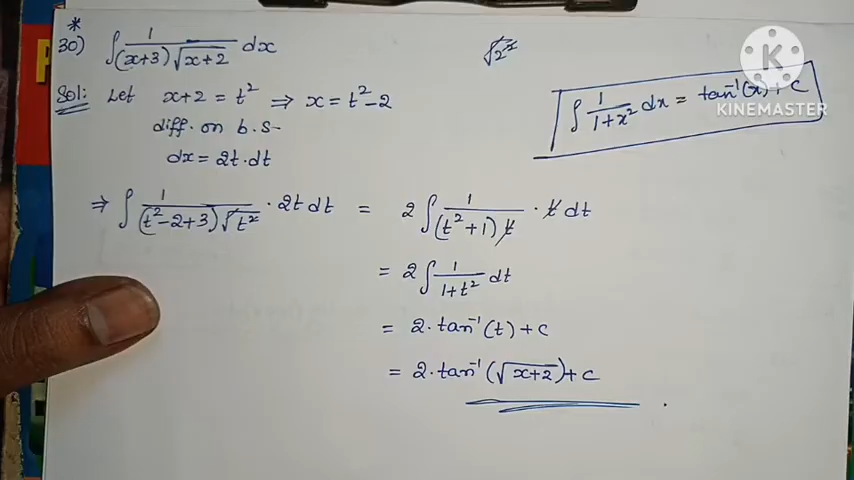 *
30) ∫ 1/((x+3)√(x+2)) dx
Sol: Let x+2 = t² ⇒ x = t²-2
diff. on b.s-
dx = 2t.dt
∫ 1/(1+x²) dx = tan⁻¹(x)+c
KINEMASTER
⇒ ∫ 1/((t²-2+3)√t²) · 2t dt = 2 ∫ 1/((t²+1)t) · t dt
= 2 ∫ 1/(1+t²) dt
= 2. tan⁻¹(t) + c
= 2. tan⁻¹(√(x+2)) + c